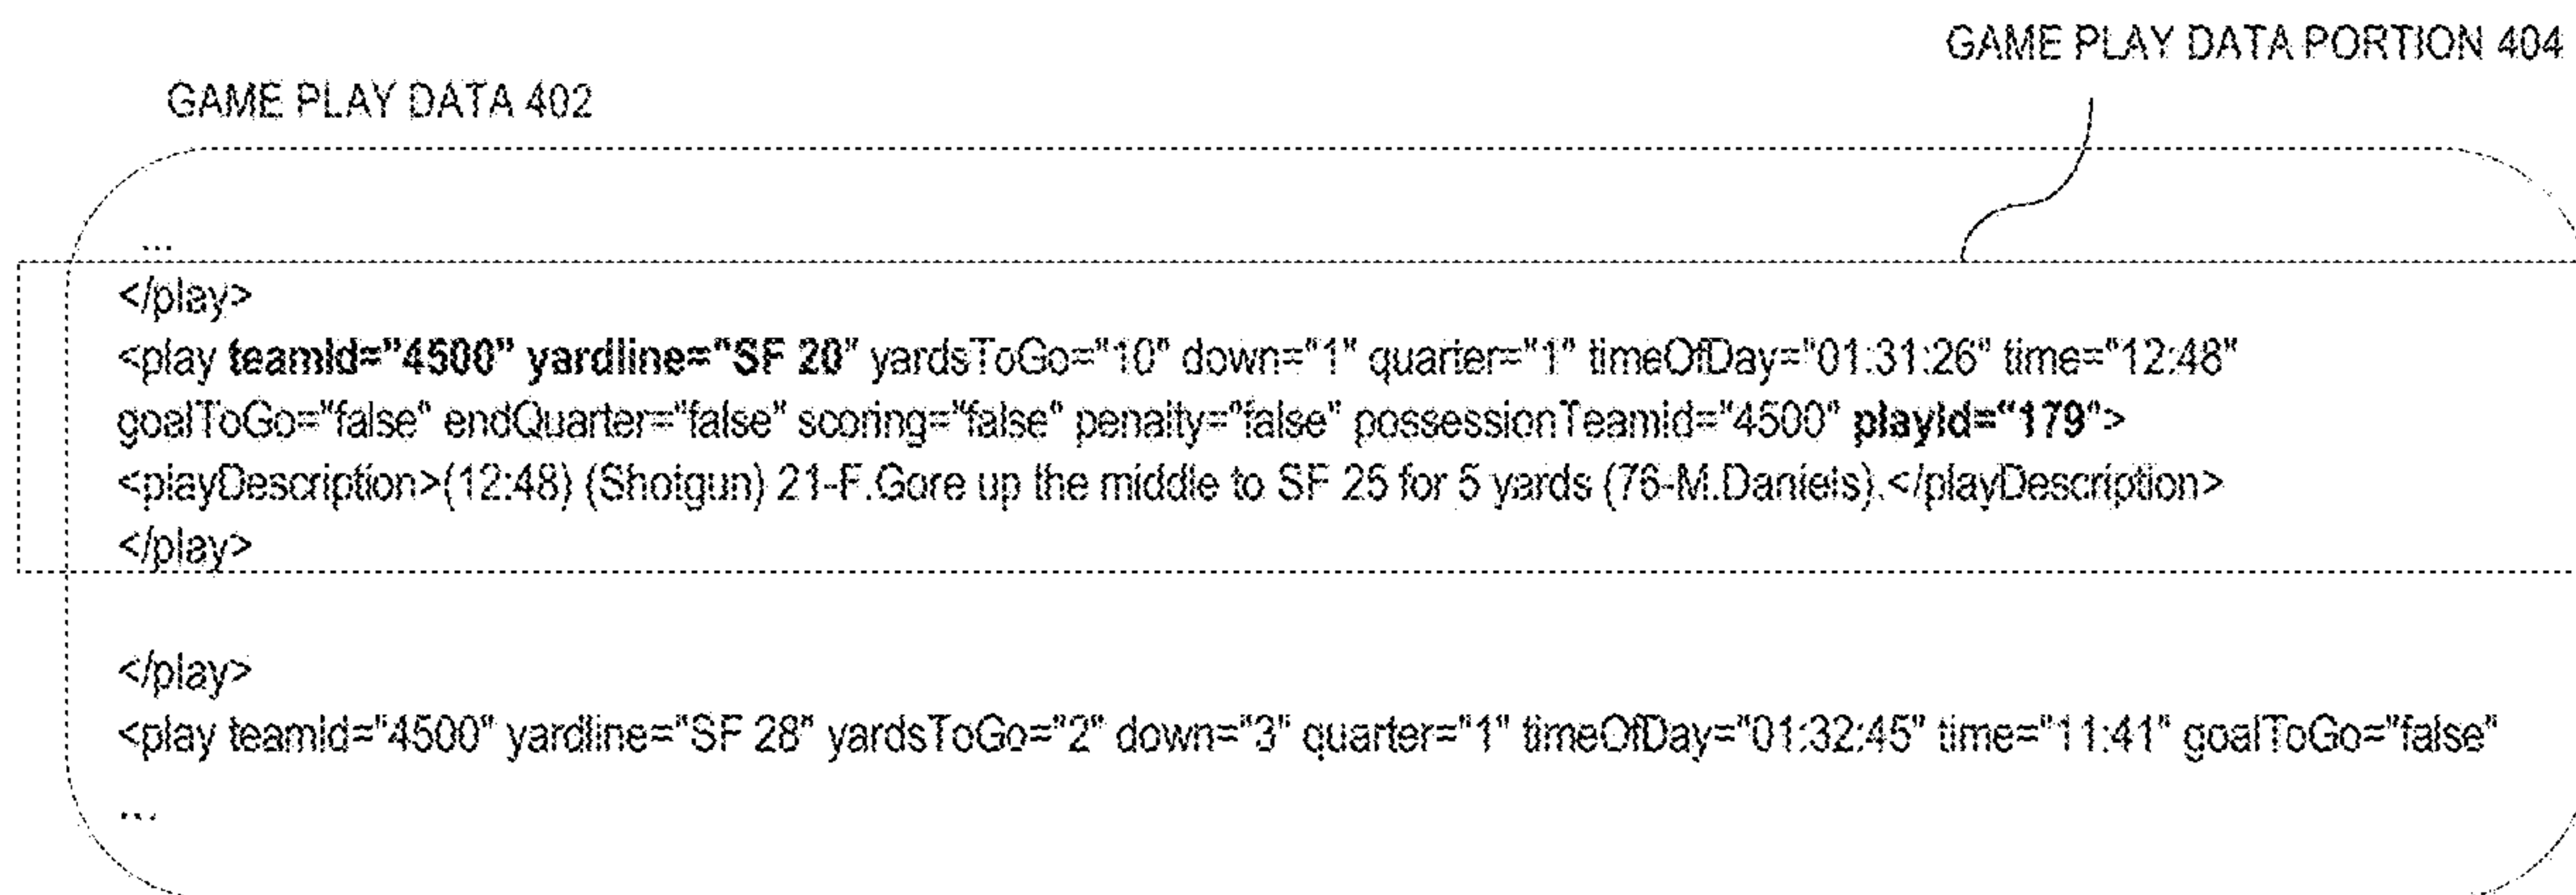 GAME PLAY DATA PORTION 404
GAME PLAY DATA 402
...
</play>
<play teamId="4500" yardline="SF 20" yardsToGo="10" down="1" quarter="1" timeOfDay="01:31:26" time="12:48"
goalToGo="false" endQuarter="false" scoring="false" penalty="false" possessionTeamId="4500" playId="179">
<playDescription>(12:48) (Shotgun) 21-F.Gore up the middle to SF 25 for 5 yards (76-M.Daniels).</playDescription>
</play>
</play>
<play teamId="4500" yardline="SF 28" yardsToGo="2" down="3" quarter="1" timeOfDay="01:32:45" time="11:41" goalToGo="false"
...